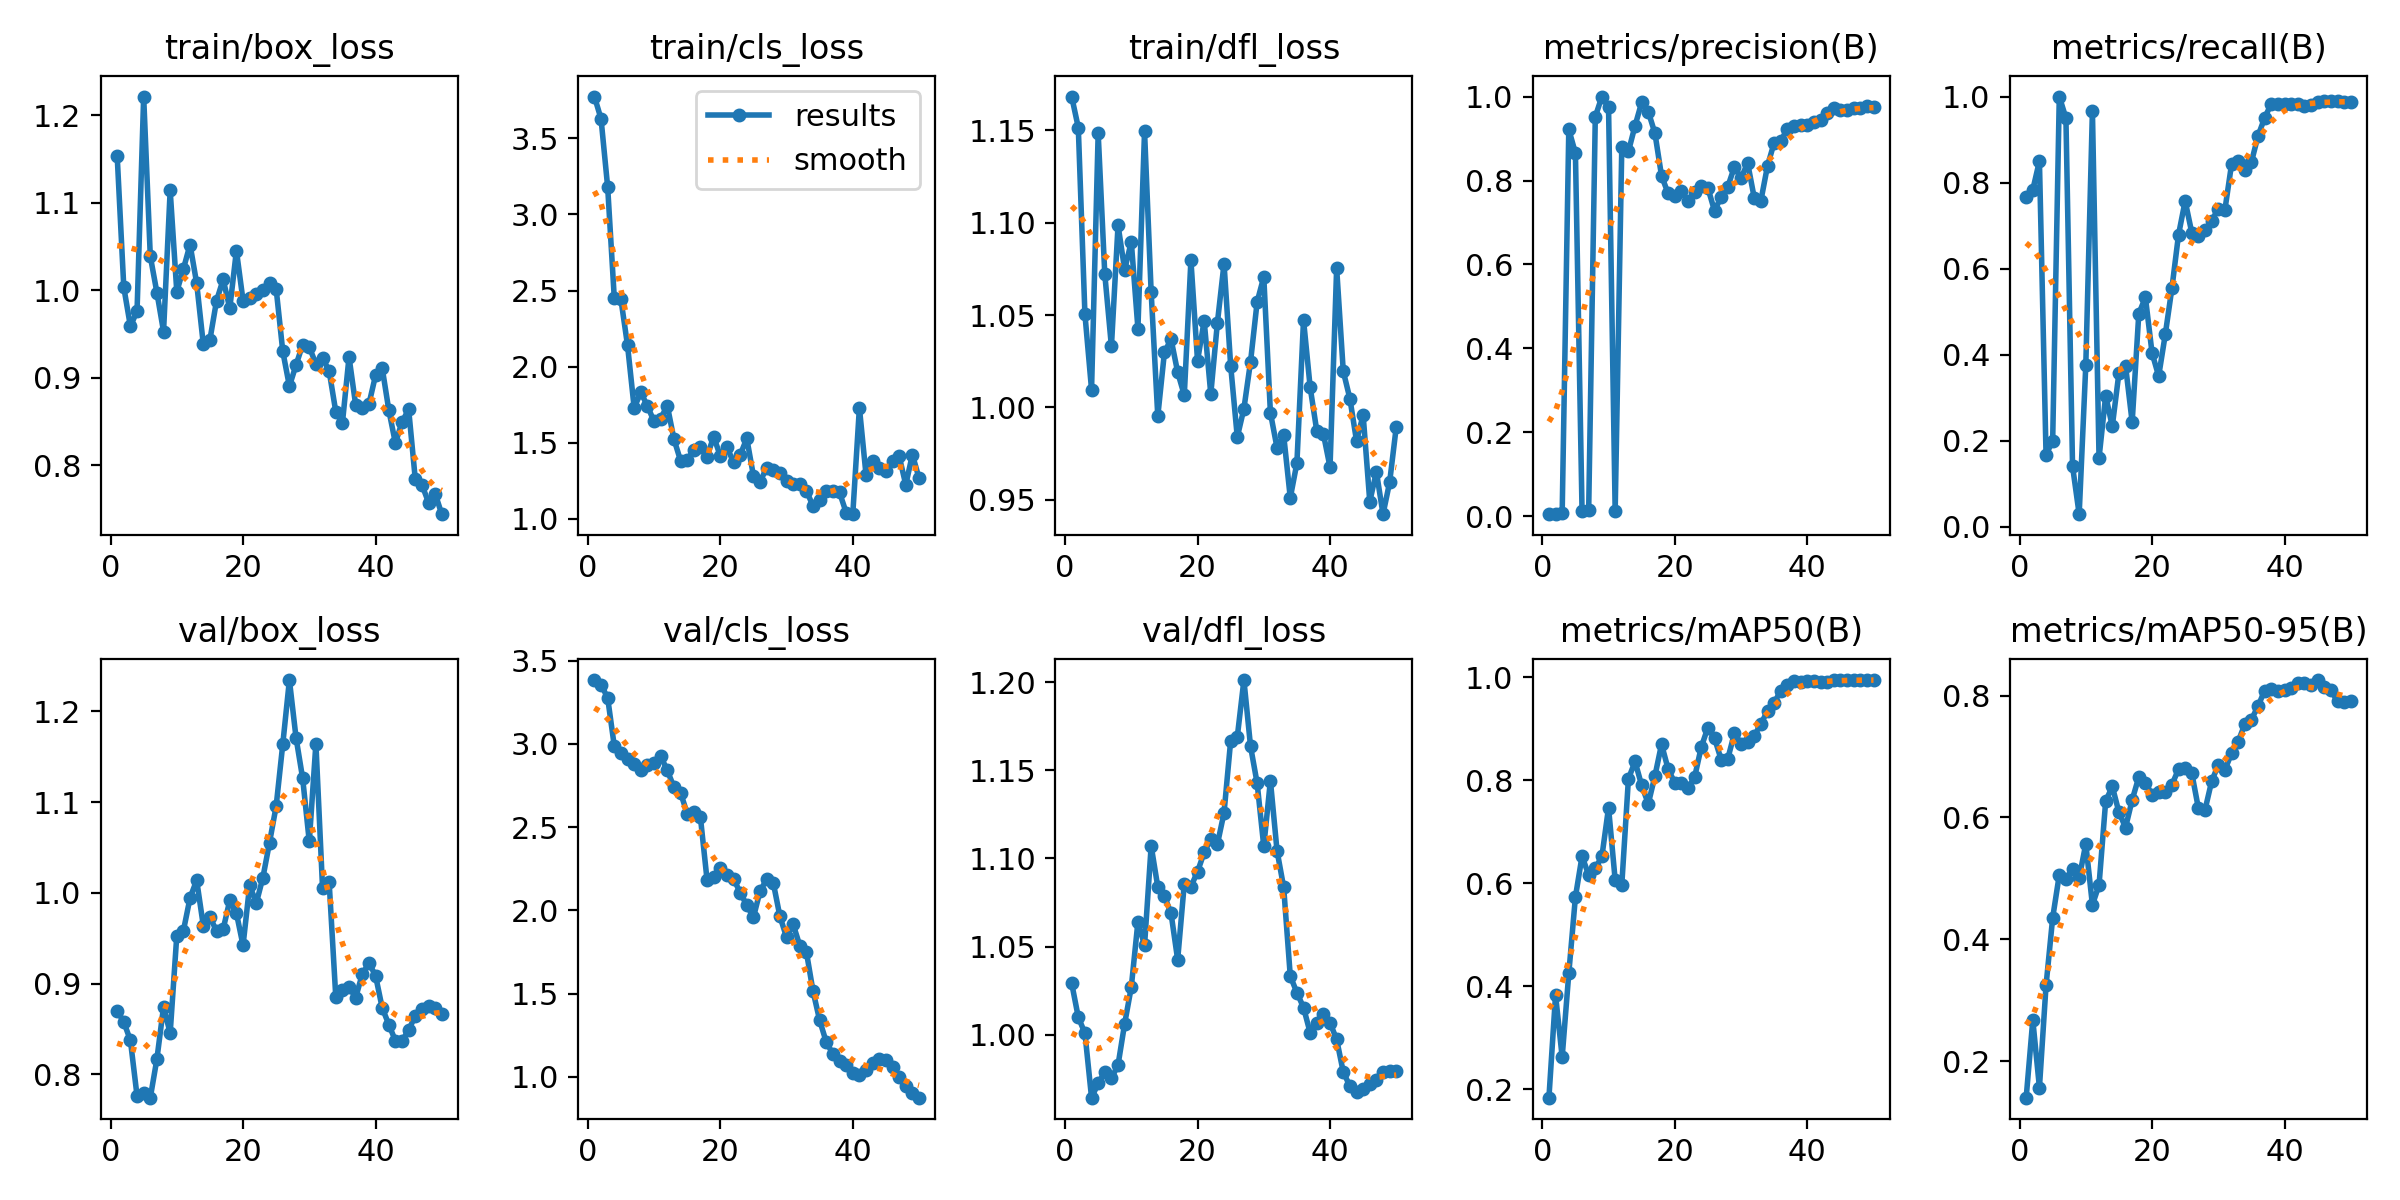 train/box_loss
1.2
1.1
1.0
0.9
0.8
0 20 40
train/cls_loss
results
smooth
3.5
3.0
2.5
2.0
1.5
1.0
0 20 40
train/dfl_loss
1.15
1.10
1.05
1.00
0.95
0 20 40
metrics/precision(B)
1.0
0.8
0.6
0.4
0.2
0.0
0 20 40
metrics/recall(B)
1.0
0.8
0.6
0.4
0.2
0.0
0 20 40
val/box_loss
1.2
1.1
1.0
0.9
0.8
0 20 40
val/cls_loss
3.5
3.0
2.5
2.0
1.5
1.0
0 20 40
val/dfl_loss
1.20
1.15
1.10
1.05
1.00
0 20 40
metrics/mAP50(B)
1.0
0.8
0.6
0.4
0.2
0 20 40
metrics/mAP50-95(B)
0.8
0.6
0.4
0.2
0 20 40